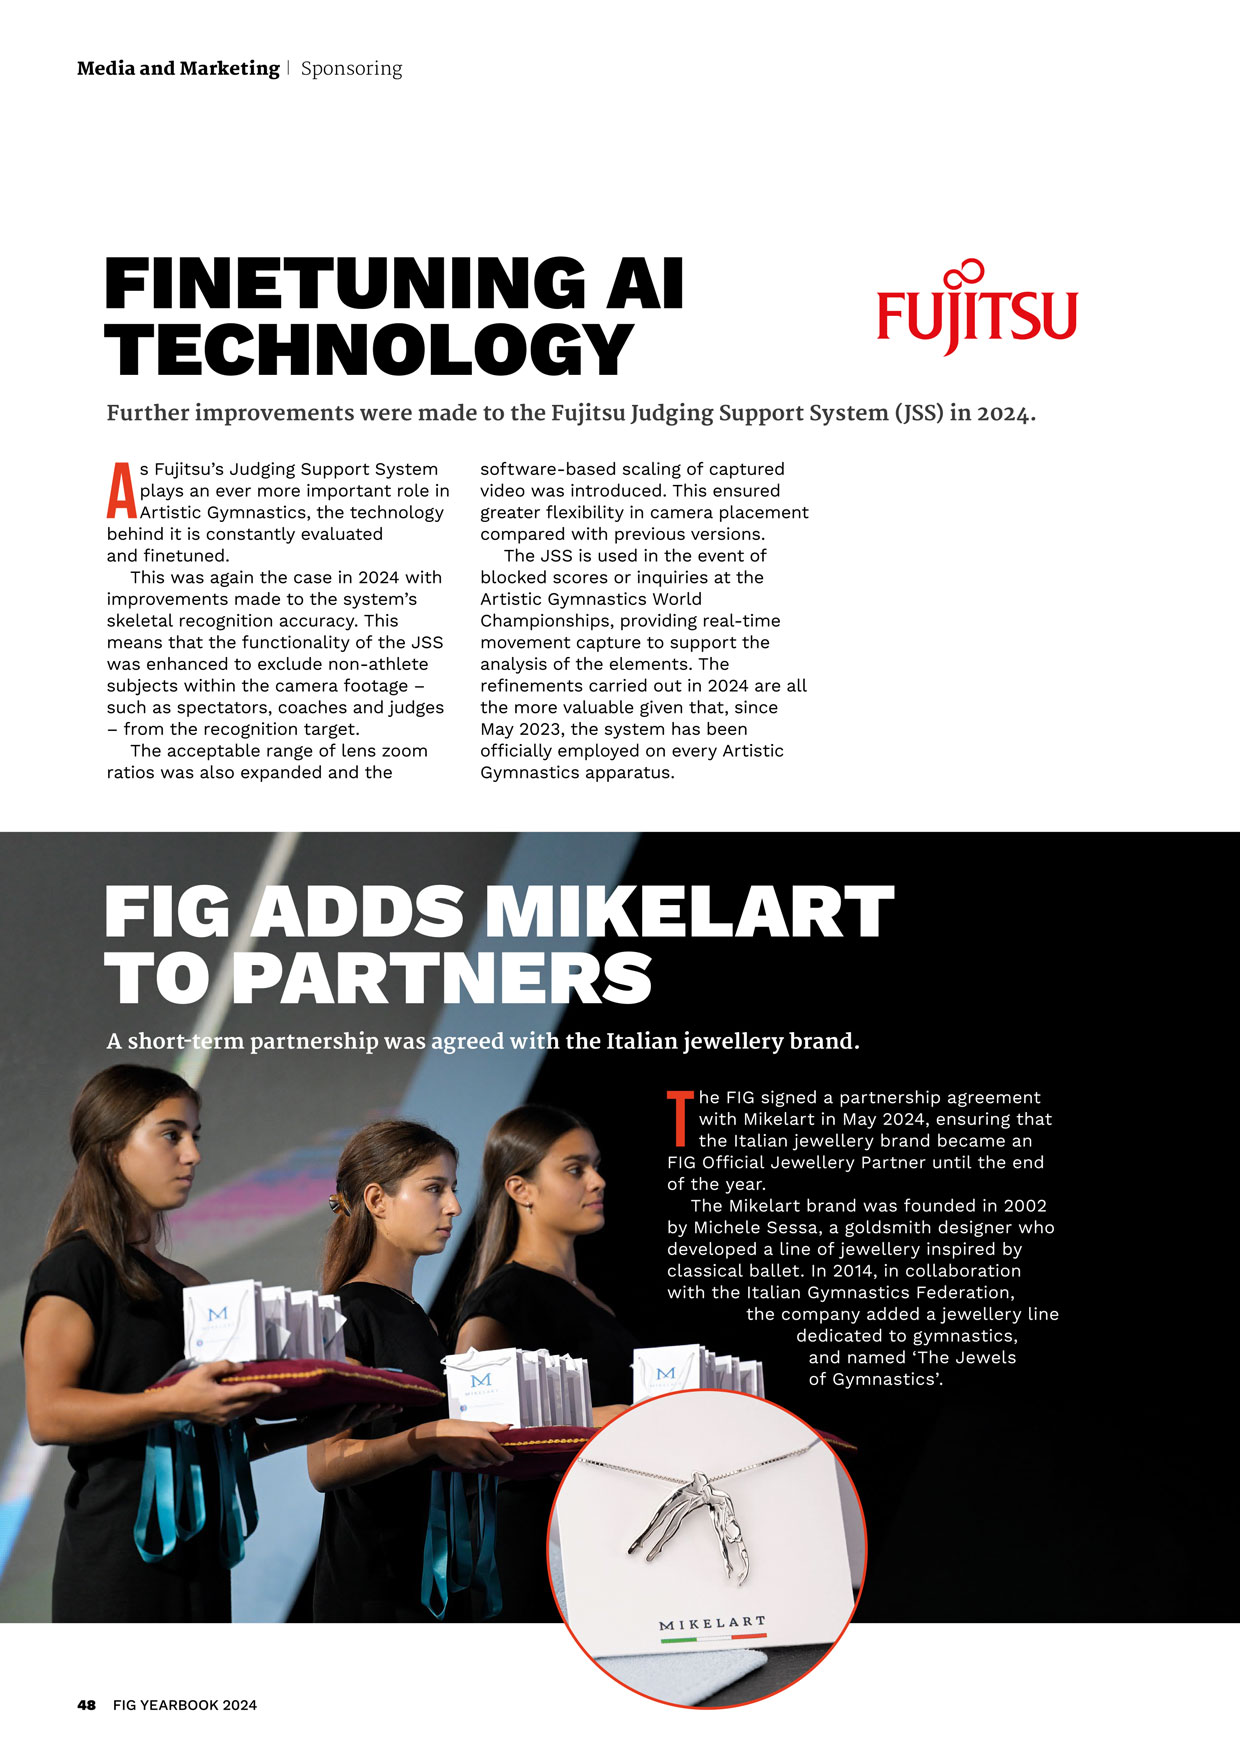 Media and Marketing | Sponsoring
FINETUNING AI
TECHNOLOGY
FUJITSU
Further improvements were made to the Fujitsu Judging Support System (JSS) in 2024.
As Fujitsu’s Judging Support System
plays an ever more important role in
Artistic Gymnastics, the technology
behind it is constantly evaluated
and finetuned.
This was again the case in 2024 with
improvements made to the system’s
skeletal recognition accuracy. This
means that the functionality of the JSS
was enhanced to exclude non-athlete
subjects within the camera footage –
such as spectators, coaches and judges
– from the recognition target.
The acceptable range of lens zoom
ratios was also expanded and the
software-based scaling of captured
video was introduced. This ensured
greater flexibility in camera placement
compared with previous versions.
The JSS is used in the event of
blocked scores or inquiries at the
Artistic Gymnastics World
Championships, providing real-time
movement capture to support the
analysis of the elements. The
refinements carried out in 2024 are all
the more valuable given that, since
May 2023, the system has been
officially employed on every Artistic
Gymnastics apparatus.
FIG ADDS MIKELART
TO PARTNERS
A short-term partnership was agreed with the Italian jewellery brand.
The FIG signed a partnership agreement
with Mikelart in May 2024, ensuring that
the Italian jewellery brand became an
FIG Official Jewellery Partner until the end
of the year.
The Mikelart brand was founded in 2002
by Michele Sessa, a goldsmith designer who
developed a line of jewellery inspired by
classical ballet. In 2014, in collaboration
with the Italian Gymnastics Federation,
the company added a jewellery line
dedicated to gymnastics,
and named ‘The Jewels
of Gymnastics’.
M
MIKELART
M
MIKELART
M
MIKELART
MIKELART
48 FIG YEARBOOK 2024